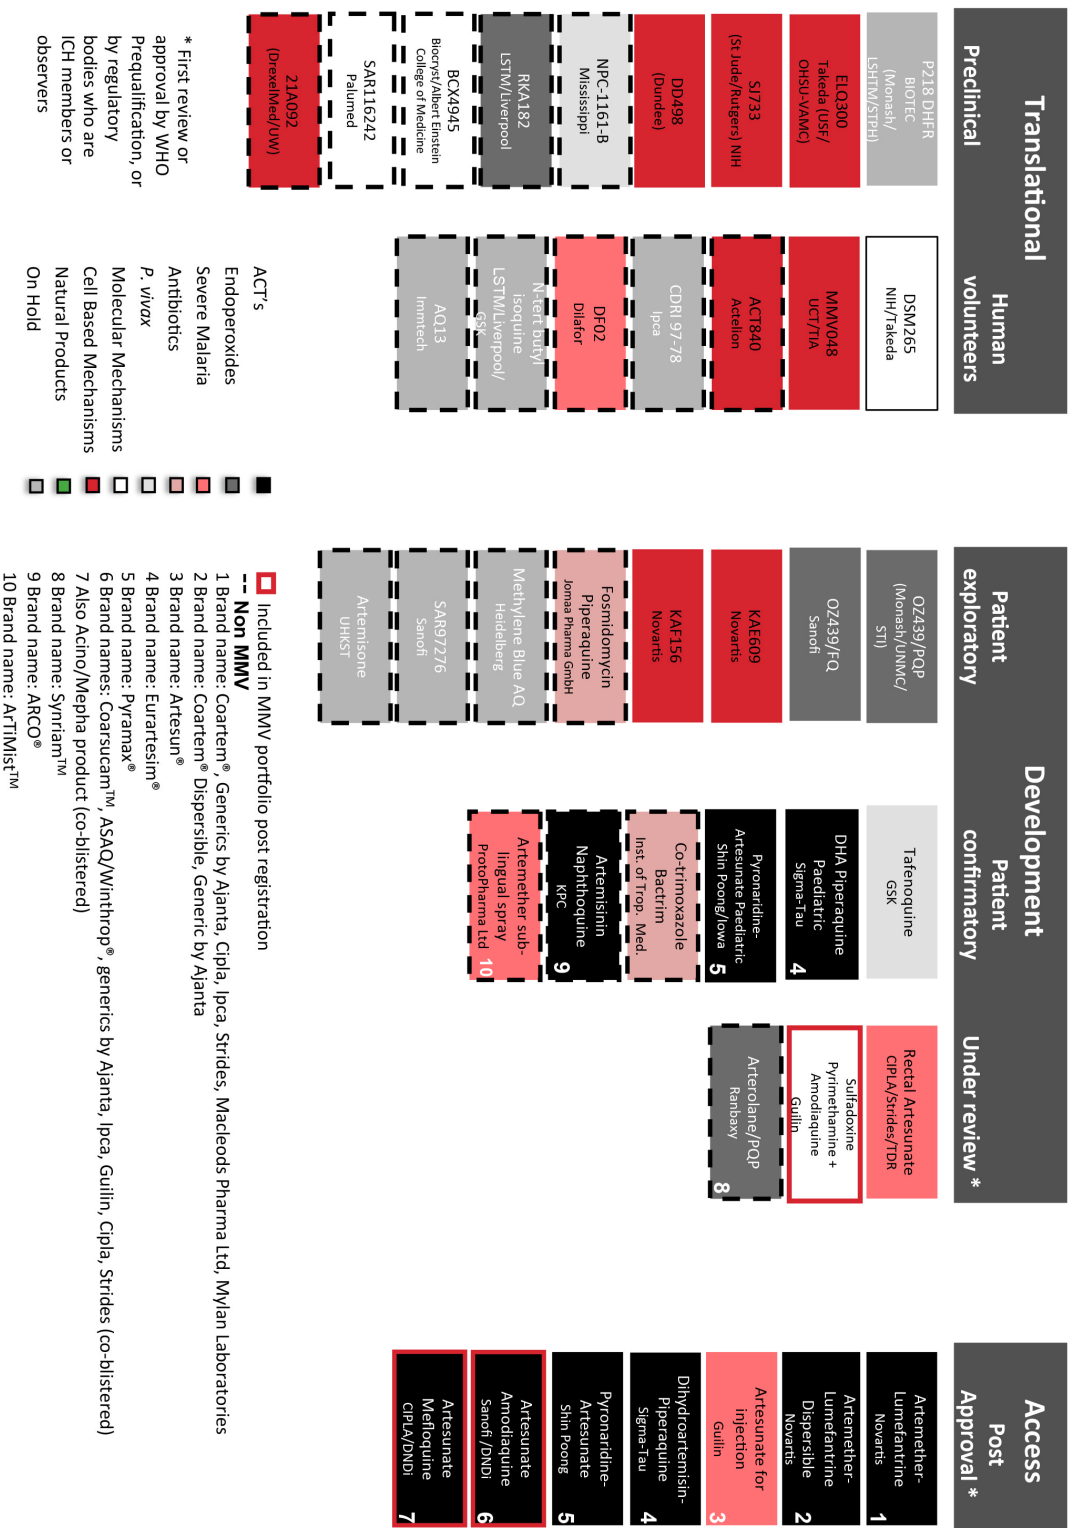 Translational
Preclinical
Human
volunteers
P218 DHFR
BIOTEC
(Monash/
LSHTM/STPH)
ELQ300
Takeda (USF/
OHSU-VAMC)
SJ733
(St Jude/Rutgers) NIH
DD498
(Dundee)
NPC-1161-B
Mississippi
RKA182
LSTM/Liverpool
BCX4945
Biocryst/Albert Einstein
College of Medicine
SAR116242
Palumed
21A092
(DrexelMed/UW)
DSM265
NIH/Takeda
MMV048
UCT/TIA
ACT840
Actelion
CDRI 97-78
Ipca
DF02
Dilafor
N-tert butyl
isoquine
LSTM/Liverpool/
GSK
AQ13
Immtech
Development
Patient
exploratory
Patient
confirmatory
Under review *
OZ439/PQP
(Monash/UNMC/
STI)
OZ439/FQ
Sanofi
KAE609
Novartis
KAF156
Novartis
Fosmidomycin
Piperaquine
Jomaa Pharma GmbH
Methylene Blue AQ
Heidelberg
SAR97276
Sanofi
Artemisone
UHKST
Tafenoquine
GSK
DHA Piperaquine
Paediatric
Sigma-Tau
4
Pyronaridine-
Artesunate Paediatric
Shin Poong/Iowa
5
Co-trimoxazole
Bactrim
Inst. of Trop. Med.
Artemisinin
Naphthoquine
KPC
9
Artemether sub-
lingual spray
ProtoPharma Ltd
10
Rectal Artesunate
CIPLA/Strides/TDR
Sulfadoxine
Pyrimethamine +
Amodiaquine
Guilin
Arterolane/PQP
Ranbaxy
8
Access
Post
Approval *
Artemether-
Lumefantrine
Novartis
1
Artemether-
Lumefantrine
Dispersible
Novartis
2
Artesunate for
injection
Guilin
3
Dihydroartemisin-
Piperaquine
Sigma-Tau
4
Pyronaridine-
Artesunate
Shin Poong
5
Artesunate
Amodiaquine
Sanofi /DNDi
6
Artesunate
Mefloquine
CIPLA/DNDi
7
* First review or
approval by WHO
Prequalification, or
by regulatory
bodies who are
ICH members or
observers
ACT's
Endoperoxides
Severe Malaria
Antibiotics
P. vivax
Molecular Mechanisms
Cell Based Mechanisms
Natural Products
On Hold
Included in MMV portfolio post registration
-- Non MMV
1 Brand name: Coartem®, Generics by Ajanta, Cipla, Ipca, Strides, Macleods Pharma Ltd, Mylan Laboratories
2 Brand name: Coartem® Dispersible, Generic by Ajanta
3 Brand name: Artesun®
4 Brand name: Eurartesim®
5 Brand name: Pyramax®
6 Brand names: Coarsucam™, ASAQ/Winthrop®, generics by Ajanta, Ipca, Guilin, Cipla, Strides (co-blistered)
7 Also Acino/Mepha product (co-blistered)
8 Brand name: Synriam™
9 Brand name: ARCO®
10 Brand name: ArTiMist™